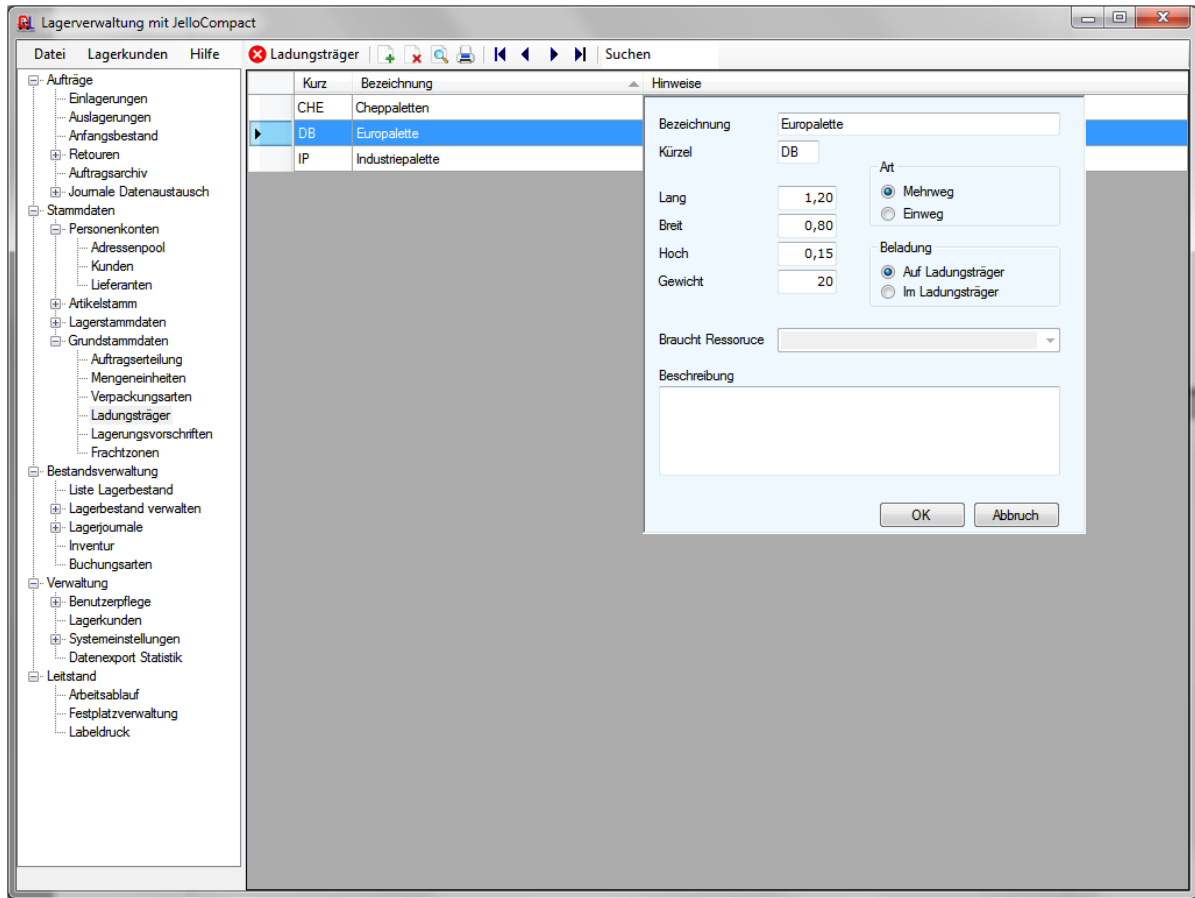 Lagerverwaltung mit JelloCompact
Datei Lagerkunden Hilfe Ladungsträger Suchen
Aufträge
Einlagerungen
Auslagerungen
Anfangsbestand
Retouren
Auftragsarchiv
Journale Datenaustausch
Stammdaten
Personenkonten
Adressenpool
Kunden
Lieferanten
Artikelstamm
Lagerstammdaten
Grundstammdaten
Auftragserteilung
Mengeneinheiten
Verpackungsarten
Ladungsträger
Lagerungsvorschriften
Frachtzonen
Bestandsverwaltung
Liste Lagerbestand
Lagerbestand verwalten
Lagerjournale
Inventur
Buchungsarten
Verwaltung
Benutzerpflege
Lagerkunden
Systemeinstellungen
Datenexport Statistik
Leitstand
Arbeitsablauf
Festplatzverwaltung
Labeldruck
Kurz Bezeichnung Hinweise
CHE Cheppaletten
DB Europalette
IP Industriepalette
Bezeichnung Europalette
Kürzel DB
Art
Mehrweg
Einweg
Lang 1,20
Breit 0,80
Hoch 0,15
Gewicht 20
Beladung
Auf Ladungsträger
Im Ladungsträger
Braucht Ressoruce
Beschreibung
OK Abbruch